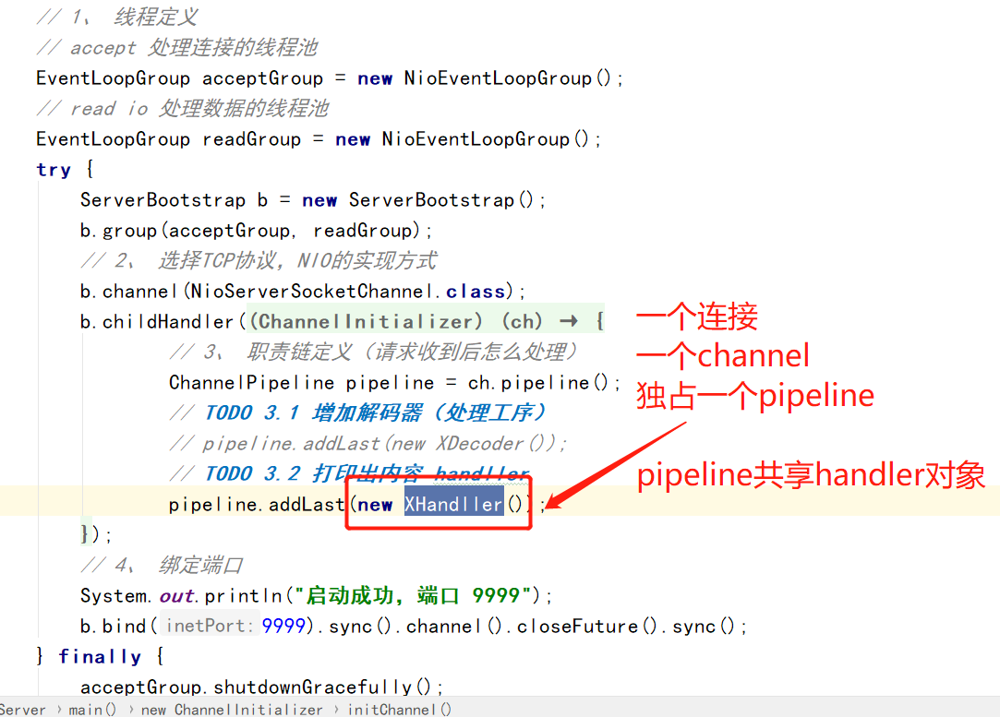 // 1、 线程定义
// accept 处理连接的线程池
EventLoopGroup acceptGroup = new NioEventLoopGroup();
// read io 处理数据的线程池
EventLoopGroup readGroup = new NioEventLoopGroup();
try {
ServerBootstrap b = new ServerBootstrap();
b.group(acceptGroup, readGroup);
// 2、 选择TCP协议，NIO的实现方式
b.channel(NioServerSocketChannel.class);
b.childHandler((ChannelInitializer) (ch) → {
一个连接
// 3、 职责链定义（请求收到后怎么处理）
一个channel
ChannelPipeline pipeline = ch.pipeline();
独占一个pipeline
// TODO 3.1 增加解码器（处理工序）
// pipeline.addLast(new XDecoder());
// TODO 3.2 打印出内容 handller
pipeline共享handler对象
pipeline.addLast(new XHandller());
});
// 4、 绑定端口
System.out.println("启动成功，端口 9999");
b.bind( inetPort: 9999).sync().channel().closeFuture().sync();
} finally {
acceptGroup.shutdownGracefully();
Server › main() › new ChannelInitializer › initChannel()